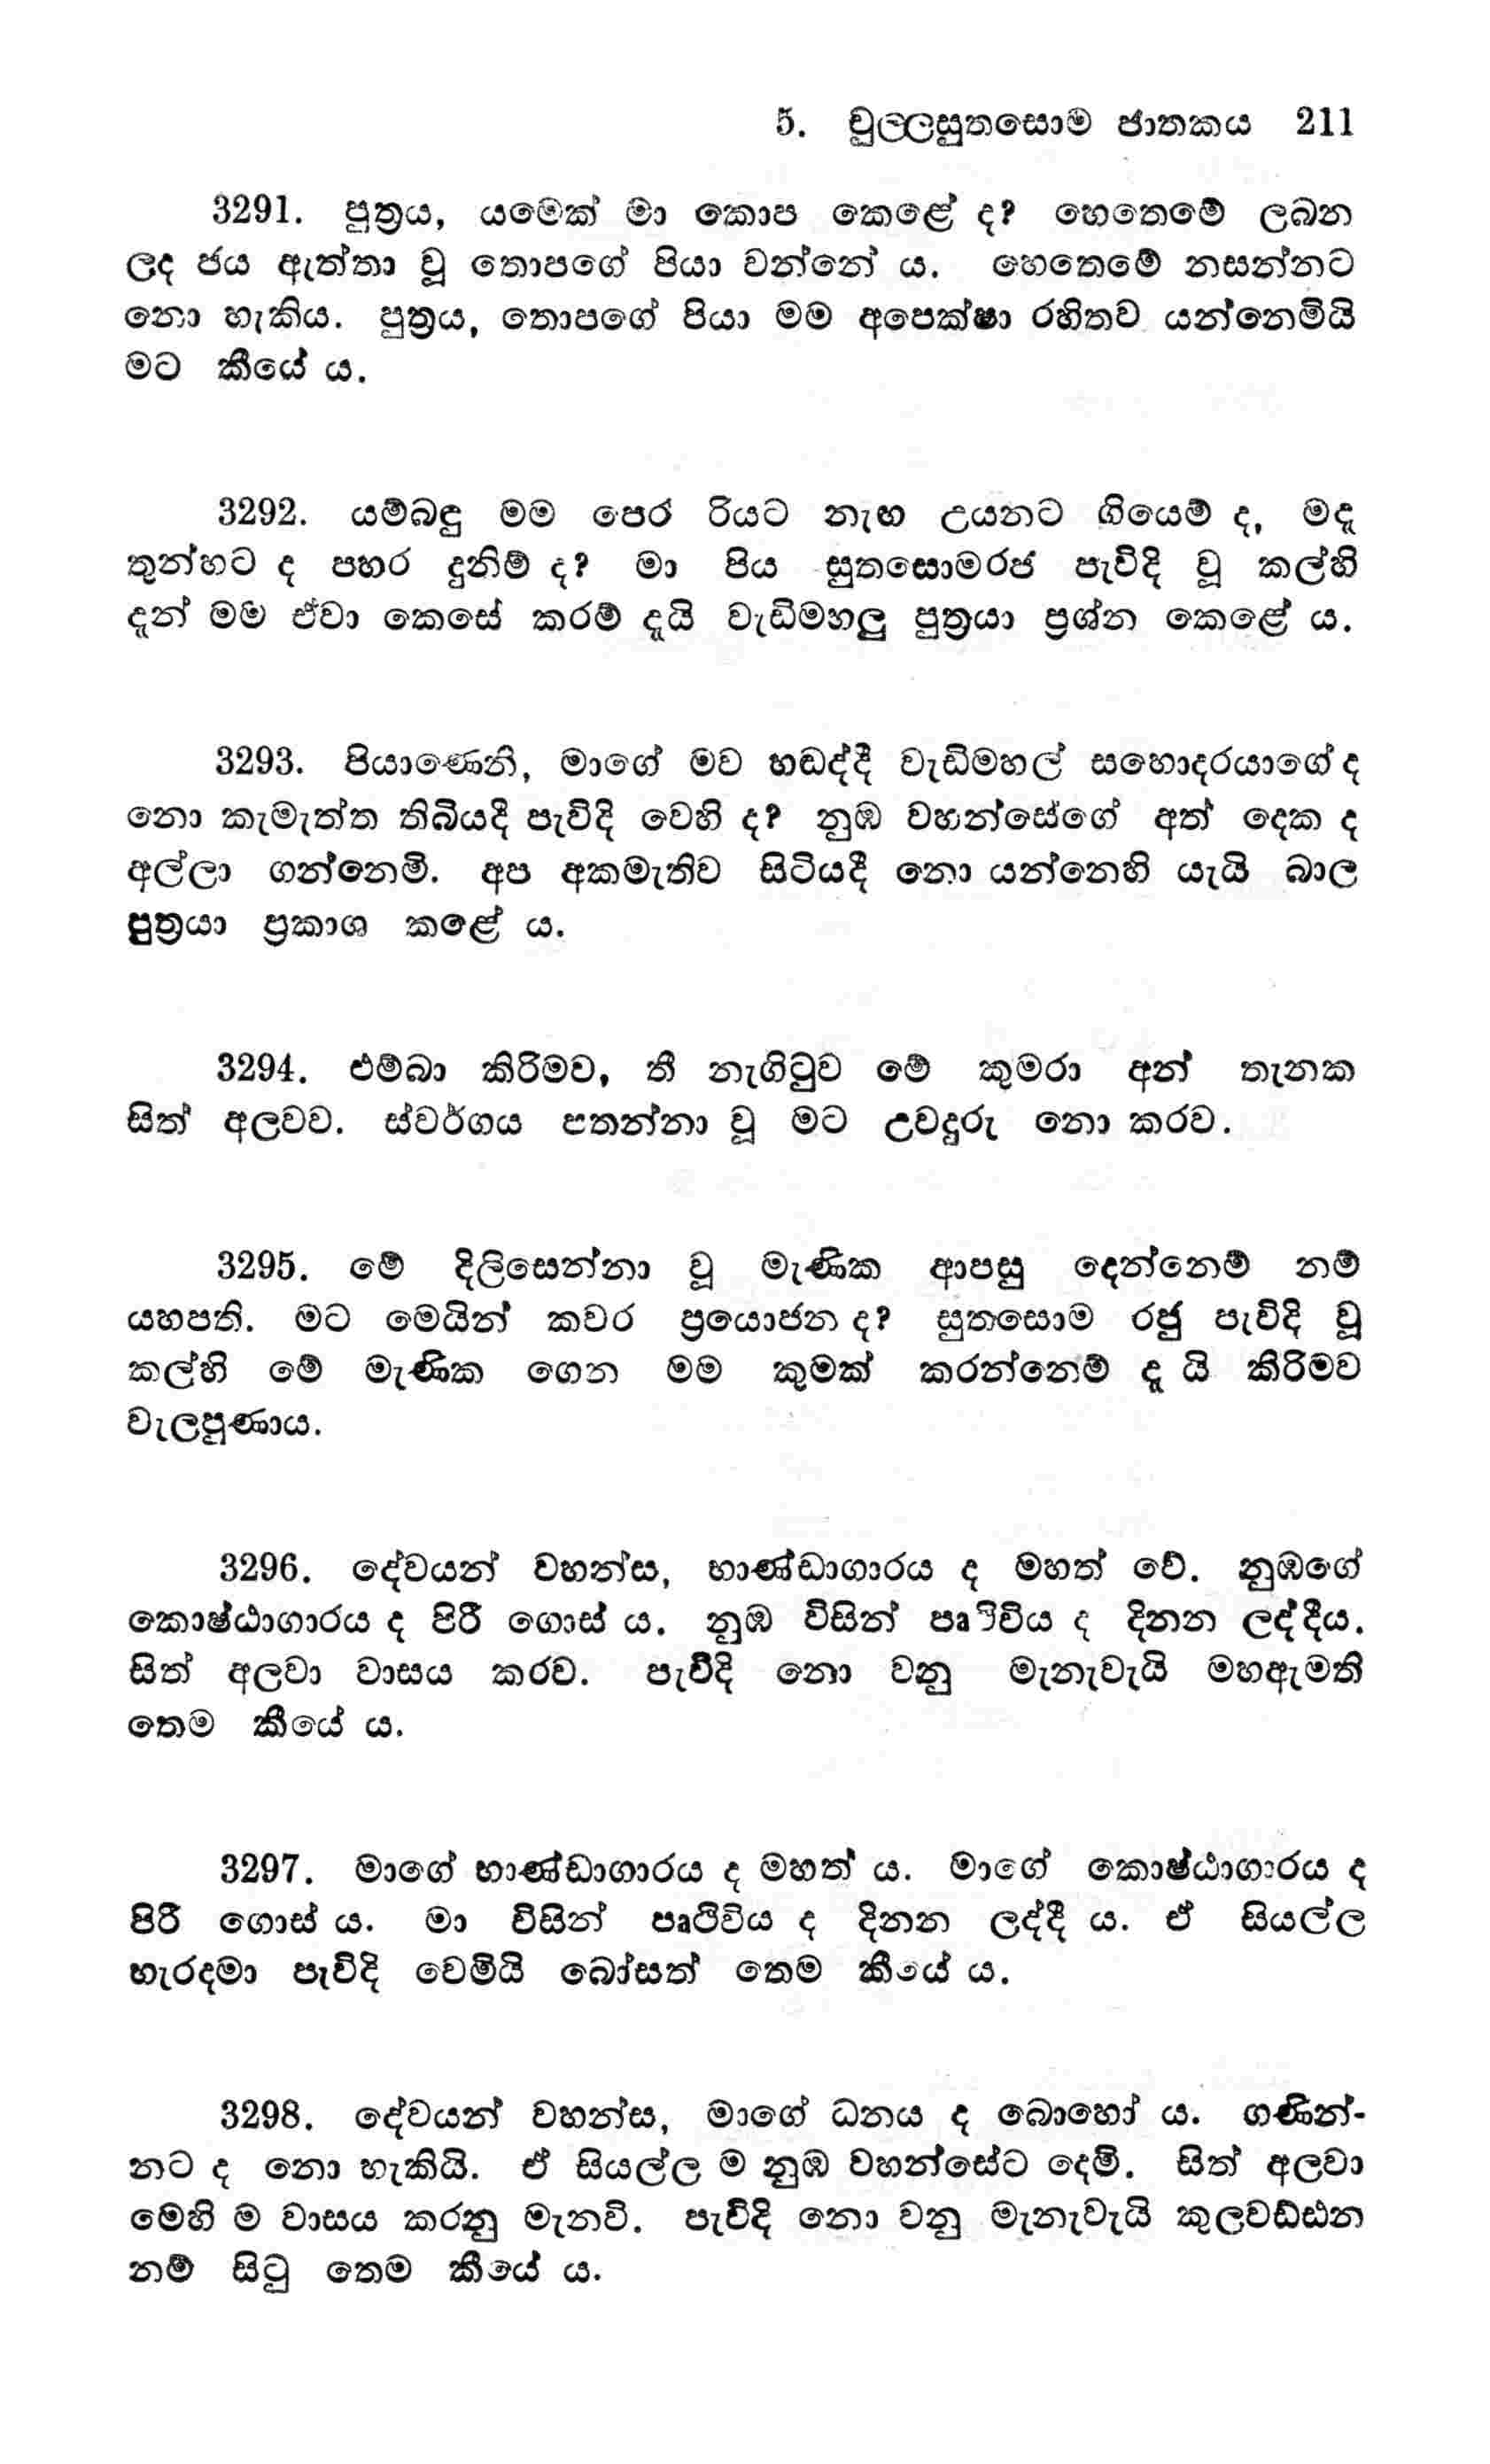 5. චුල්ලසුතසොම ජාතකය 211
3291. පුත්‍රය, යමෙක් මා කොප කෙළේ ද? හෙතෙමේ ලබන
ලද ජය ඇත්තා වූ තොපගේ පියා වන්නේ ය. හෙතෙමේ නසන්නට
නො හැකිය. පුත්‍රය, තොපගේ පියා මම අපෙක්ෂා රහිතව යන්නෙමියි
මට කීයේ ය.
3292. යම්බඳු මම පෙර රියට නැඟ උයනට ගියෙම් ද, මදැ
තුන්හට ද පහර දුනිම් ද? මා පිය සුතසොමරජ පැවිදි වූ කල්හි
දැන් මම ඒවා කෙසේ කරම් දැයි වැඩිමහලු පුත්‍රයා ප්‍රශ්න කෙළේ ය.
3293. පියාණෙනි, මාගේ මව හඬද්දී වැඩිමහල් සහොදරයාගේ ද
නො කැමැත්ත තිබියදී පැවිදි වෙහි ද? නුඹ වහන්සේගේ අත් දෙක ද
අල්ලා ගන්නෙමි. අප අකමැතිව සිටියදී නො යන්නෙහි යැයි බාල
පුත්‍රයා ප්‍රකාශ කළේ ය.
3294. එම්බා කිරිමව, තී නැගිටුව මේ කුමරා අන් තැනක
සිත් අලවව. ස්වර්ගය පතන්නා වූ මට උවදුරු නො කරව.
3295. මේ දිලිසෙන්නා වූ මැණික ආපසු දෙන්නෙම් නම්
යහපති. මට මෙයින් කවර ප්‍රයොජන ද? සුතසොම රජු පැවිදි වූ
කල්හි මේ මැණික ගෙන මම කුමක් කරන්නෙම් දැ යි කිරිමව
වැලපුණාය.
3296. දේවයන් වහන්ස, භාණ්ඩාගාරය ද මහත් වේ. නුඹගේ
කොෂ්ඨාගාරය ද පිරී ගොස් ය. නුඹ විසින් පෘථිවිය ද දිනන ලද්දීය.
සිත් අලවා වාසය කරව. පැවිදි නො වනු මැනැවැයි මහඇමති
තෙම කීයේ ය.
3297. මාගේ භාණ්ඩාගාරය ද මහත් ය. මාගේ කොෂ්ඨාගාරය ද
පිරී ගොස් ය. මා විසින් පෘථිවිය ද දිනන ලද්දී ය. ඒ සියල්ල
හැරදමා පැවිදි වෙමියි බෝසත් තෙම කීයේ ය.
3298. දේවයන් වහන්ස, මාගේ ධනය ද බොහෝ ය. ගණින්-
නට ද නො හැකියි. ඒ සියල්ල ම නුඹ වහන්සේට දෙමි. සිත් අලවා
මෙහි ම වාසය කරනු මැනවි. පැවිදි නො වනු මැනැවැයි කුලවඩ්ඪන
නම් සිටු තෙම කීයේ ය.